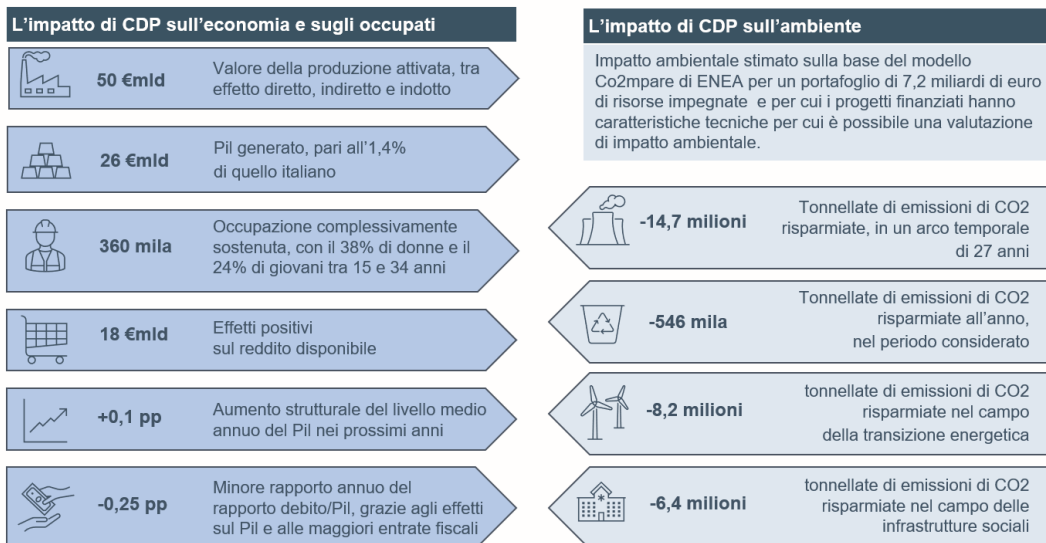 L'impatto di CDP sull'economia e sugli occupati
50 €mld
Valore della produzione attivata, tra
effetto diretto, indiretto e indotto
26 €mld
Pil generato, pari all'1,4%
di quello italiano
360 mila
Occupazione complessivamente
sostenuta, con il 38% di donne e il
24% di giovani tra 15 e 34 anni
18 €mld
Effetti positivi
sul reddito disponibile
+0,1 pp
Aumento strutturale del livello medio
annuo del Pil nei prossimi anni
-0,25 pp
Minore rapporto annuo del
rapporto debito/Pil, grazie agli effetti
sul Pil e alle maggiori entrate fiscali
L'impatto di CDP sull'ambiente
Impatto ambientale stimato sulla base del modello
Co2mpare di ENEA per un portafoglio di 7,2 miliardi di euro
di risorse impegnate e per cui i progetti finanziati hanno
caratteristiche tecniche per cui è possibile una valutazione
di impatto ambientale.
-14,7 milioni
Tonnellate di emissioni di CO2
risparmiate, in un arco temporale
di 27 anni
-546 mila
Tonnellate di emissioni di CO2
risparmiate all'anno,
nel periodo considerato
-8,2 milioni
tonnellate di emissioni di CO2
risparmiate nel campo
della transizione energetica
-6,4 milioni
tonnellate di emissioni di CO2
risparmiate nel campo delle
infrastrutture sociali